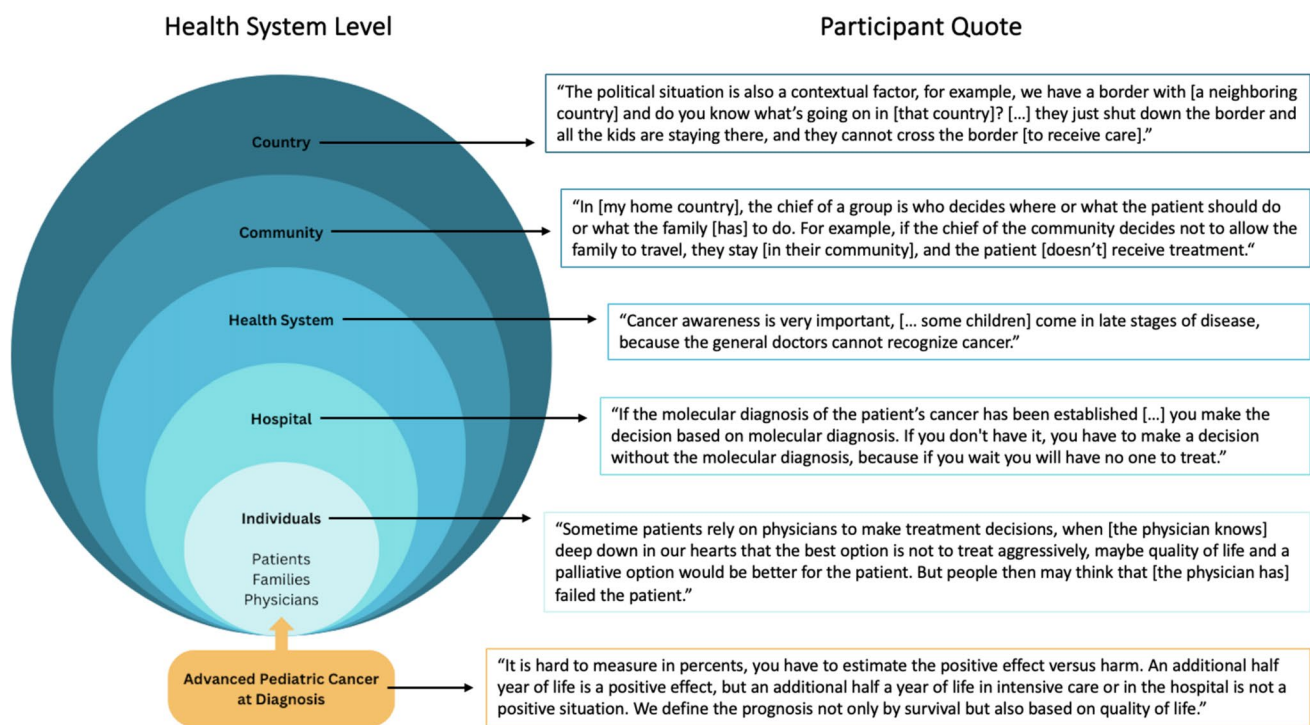 Health System Level
Participant Quote
Country
“The political situation is also a contextual factor, for example, we have a border with [a neighboring
country] and do you know what’s going on in [that country]? [...] they just shut down the border and
all the kids are staying there, and they cannot cross the border [to receive care].”
Community
“In [my home country], the chief of a group is who decides where or what the patient should do
or what the family [has] to do. For example, if the chief of the community decides not to allow the
family to travel, they stay [in their community], and the patient [doesn’t] receive treatment.“
Health System
“Cancer awareness is very important, [... some children] come in late stages of disease,
because the general doctors cannot recognize cancer.”
Hospital
“If the molecular diagnosis of the patient’s cancer has been established [...] you make the
decision based on molecular diagnosis. If you don't have it, you have to make a decision
without the molecular diagnosis, because if you wait you will have no one to treat.”
Individuals
Patients
Families
Physicians
“Sometime patients rely on physicians to make treatment decisions, when [the physician knows]
deep down in our hearts that the best option is not to treat aggressively, maybe quality of life and a
palliative option would be better for the patient. But people then may think that [the physician has]
failed the patient.”
Advanced Pediatric Cancer
at Diagnosis
“It is hard to measure in percents, you have to estimate the positive effect versus harm. An additional half
year of life is a positive effect, but an additional half a year of life in intensive care or in the hospital is not a
positive situation. We define the prognosis not only by survival but also based on quality of life.”